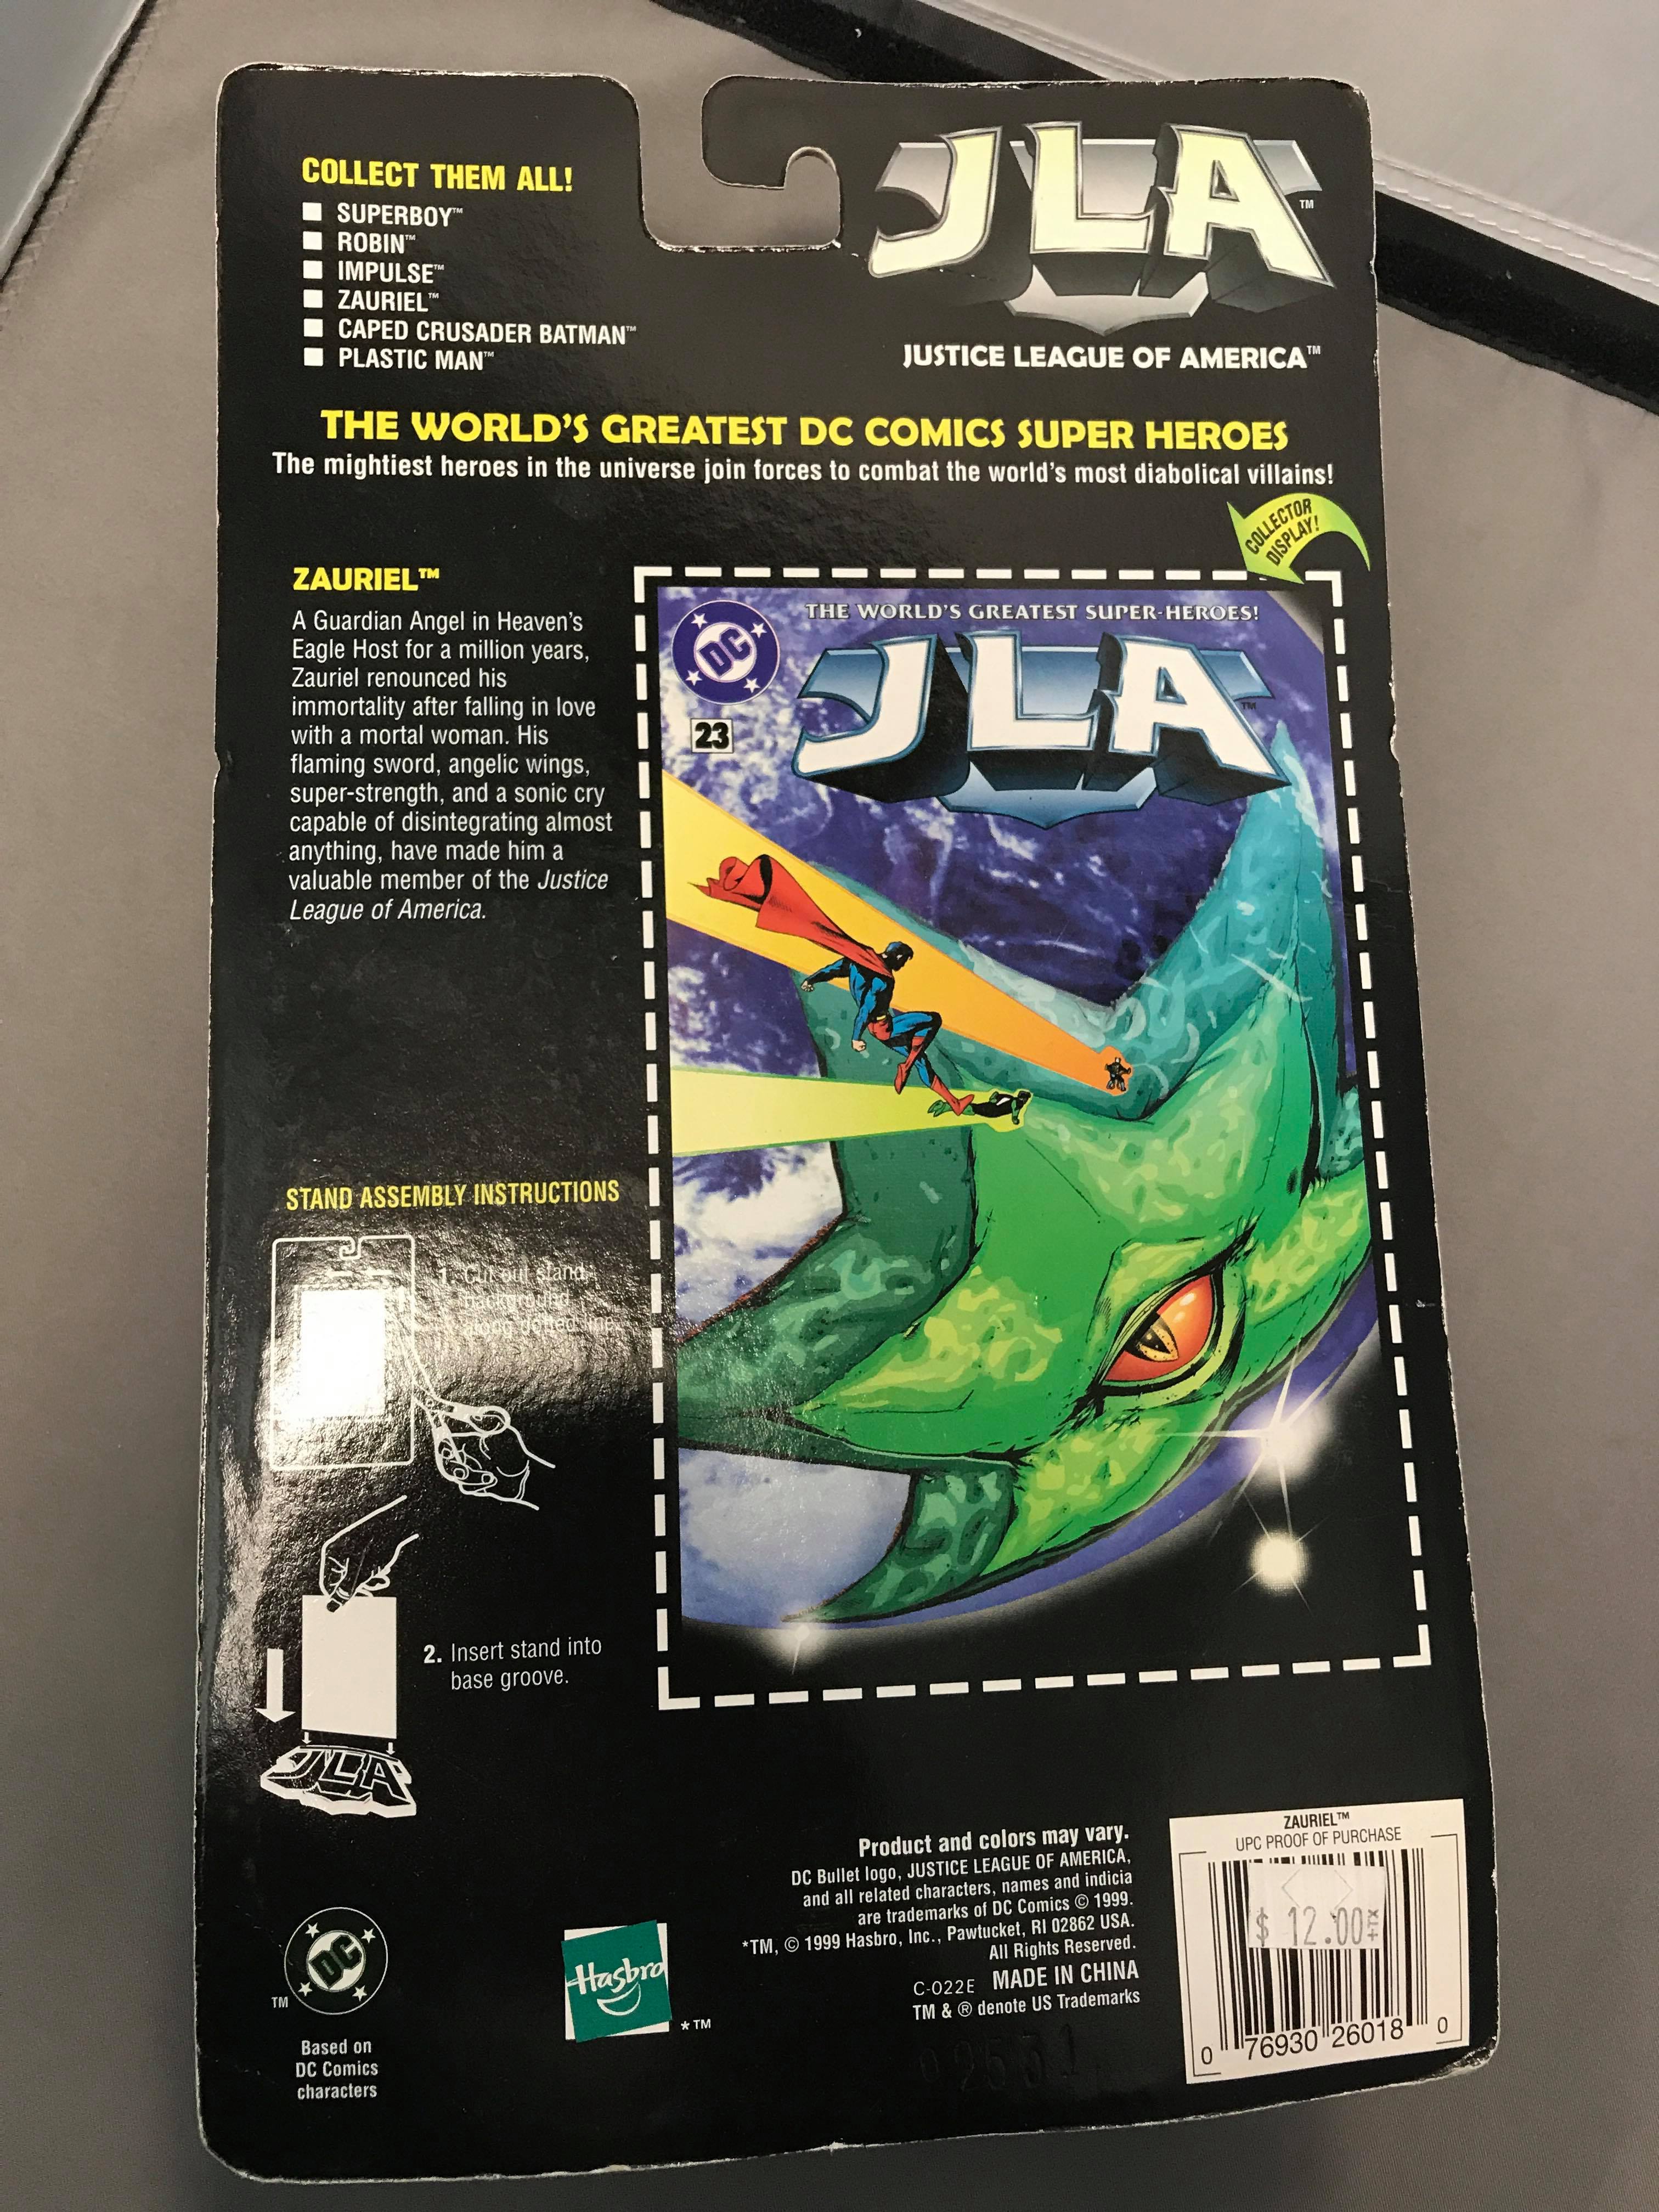 COLLECT THEM ALL!
SUPERBOY™
ROBIN™
IMPULSE™
ZAURIEL™
CAPED CRUSADER BATMAN™
PLASTIC MAN™
JLA™
JUSTICE LEAGUE OF AMERICA™
THE WORLD'S GREATEST DC COMICS SUPER HEROES
The mightiest heroes in the universe join forces to combat the world's most diabolical villains!
COLLECTOR
DISPLAY!
ZAURIEL™
A Guardian Angel in Heaven's
Eagle Host for a million years,
Zauriel renounced his
immortality after falling in love
with a mortal woman. His
flaming sword, angelic wings,
super-strength, and a sonic cry
capable of disintegrating almost
anything, have made him a
valuable member of the Justice
League of America.
THE WORLD'S GREATEST SUPER-HEROES!
DC
JLA™
23
STAND ASSEMBLY INSTRUCTIONS
1. Cut out stand
background
along dotted line.
2. Insert stand into
base groove.
JLA
DC
TM
Based on
DC Comics
characters
Hasbro
*TM
Product and colors may vary.
DC Bullet logo, JUSTICE LEAGUE OF AMERICA,
and all related characters, names and indicia
are trademarks of DC Comics © 1999.
*TM, © 1999 Hasbro, Inc., Pawtucket, RI 02862 USA.
All Rights Reserved.
C-022E MADE IN CHINA
TM & ® denote US Trademarks
ZAURIEL™
UPC PROOF OF PURCHASE
$ 12.00
0 76930 26018 0